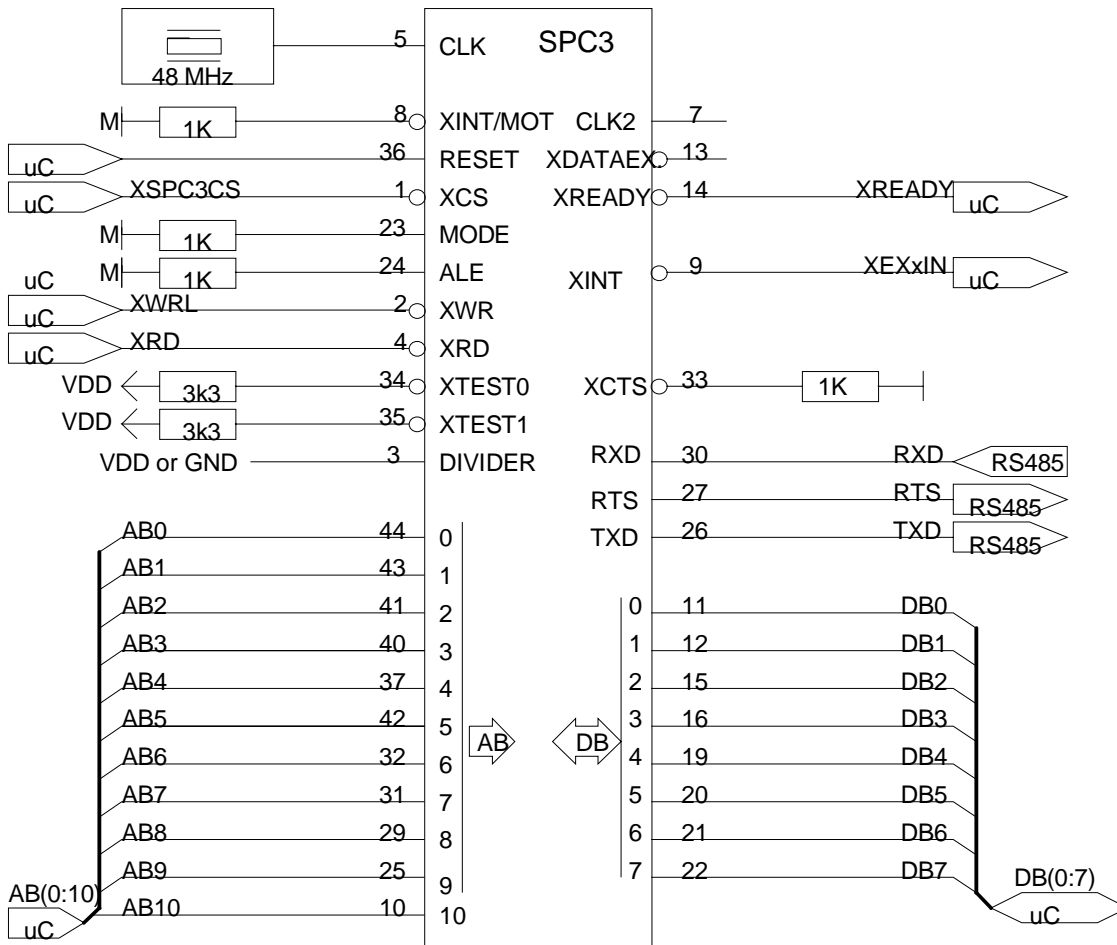 5 CLK SPC3
48 MHz
M 1K 8 XINT/MOT CLK2 7
uC 36 RESET XDATAEX. 13
uC XSPC3CS 1 XCS XREADY 14 XREADY uC
M 1K 23 MODE
M 1K 24 ALE XINT 9 XEXxIN uC
uC
uC XWRL 2 XWR
uC XRD 4 XRD
VDD 3k3 34 XTEST0 XCTS 33 1K
VDD 3k3 35 XTEST1
VDD or GND 3 DIVIDER RXD 30 RXD RS485
RTS 27 RTS RS485
AB0 44 0 TXD 26 TXD RS485
AB1 43 1
AB2 41 2 0 11 DB0
AB3 40 3 1 12 DB1
AB4 37 4 2 15 DB2
AB5 42 5 AB DB 3 16 DB3
AB6 32 6 4 19 DB4
AB7 31 7 5 20 DB5
AB8 29 8 6 21 DB6
AB9 25 9 7 22 DB7
AB(0:10) uC AB10 10 10 DB(0:7) uC